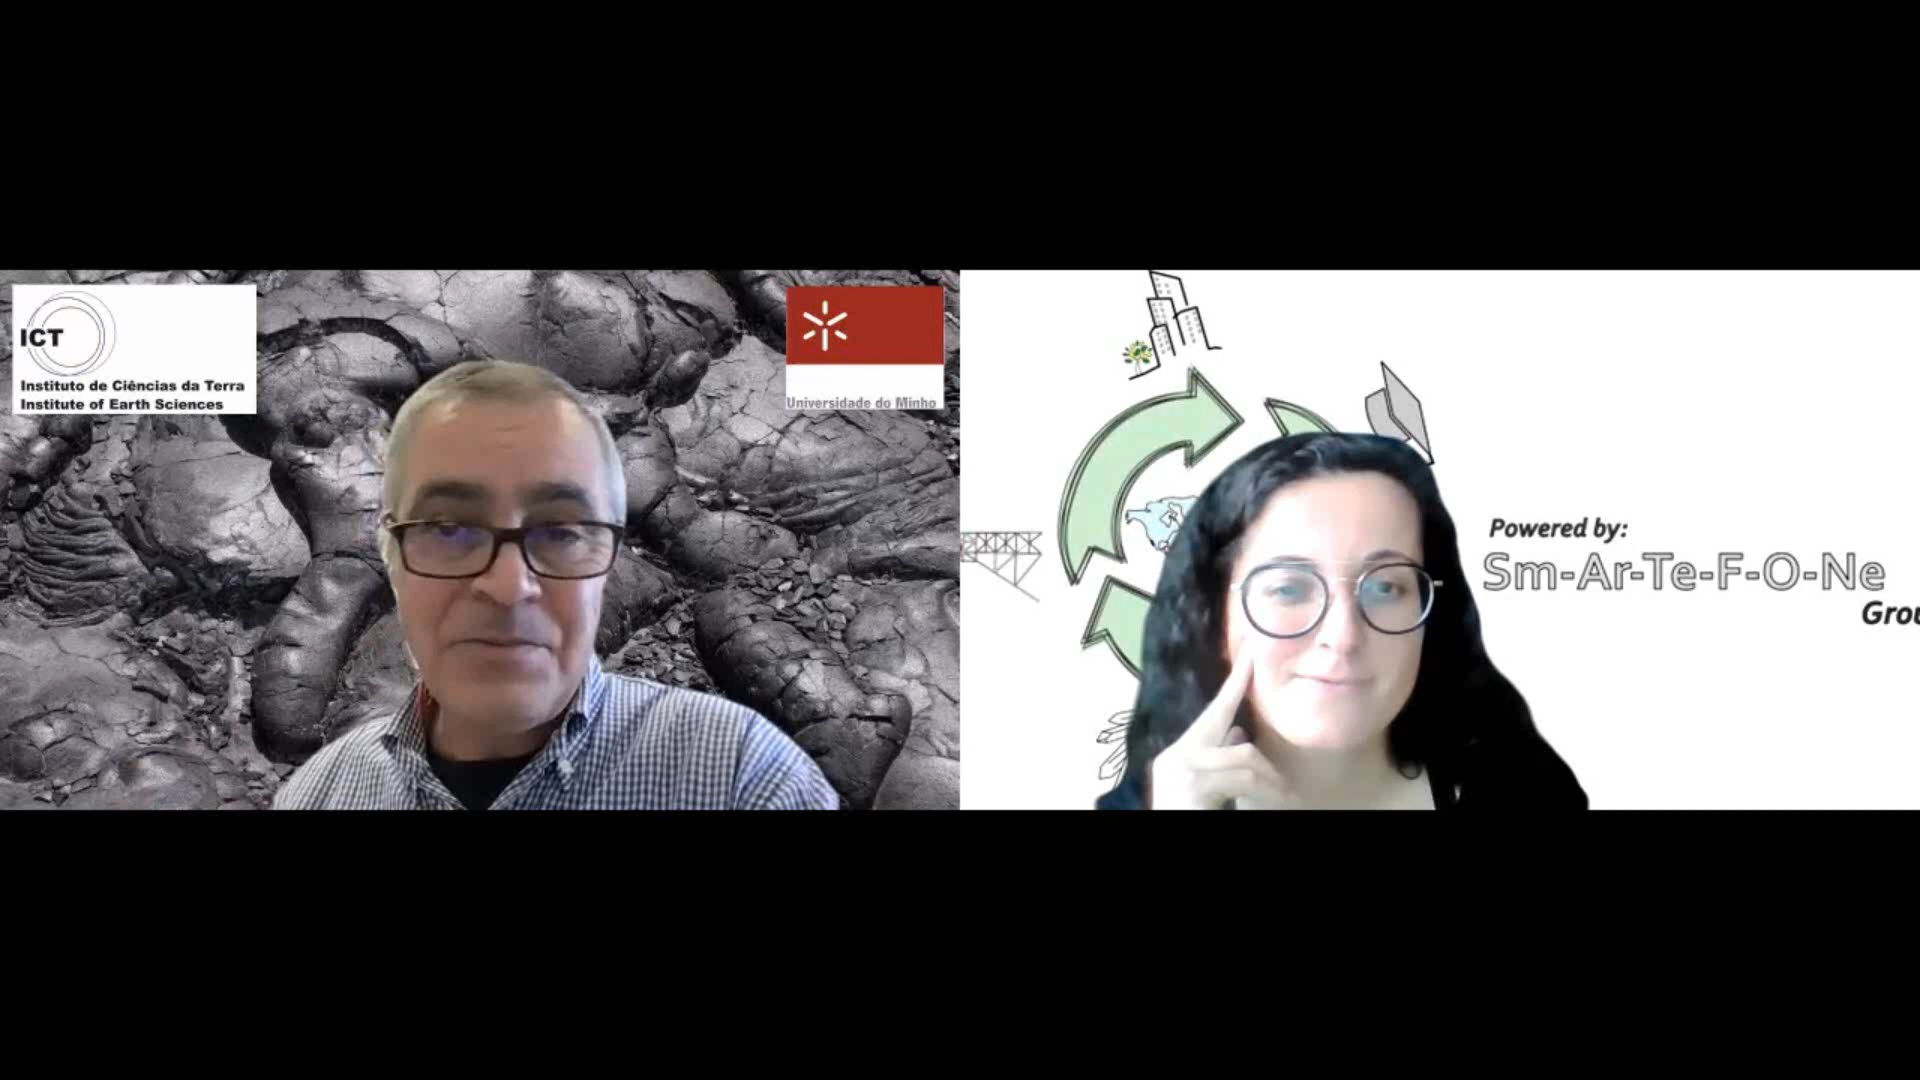 ICT
Instituto de Ciências da Terra
Institute of Earth Sciences
Universidade do Minho
Powered by:
Sm-Ar-Te-F-O-Ne